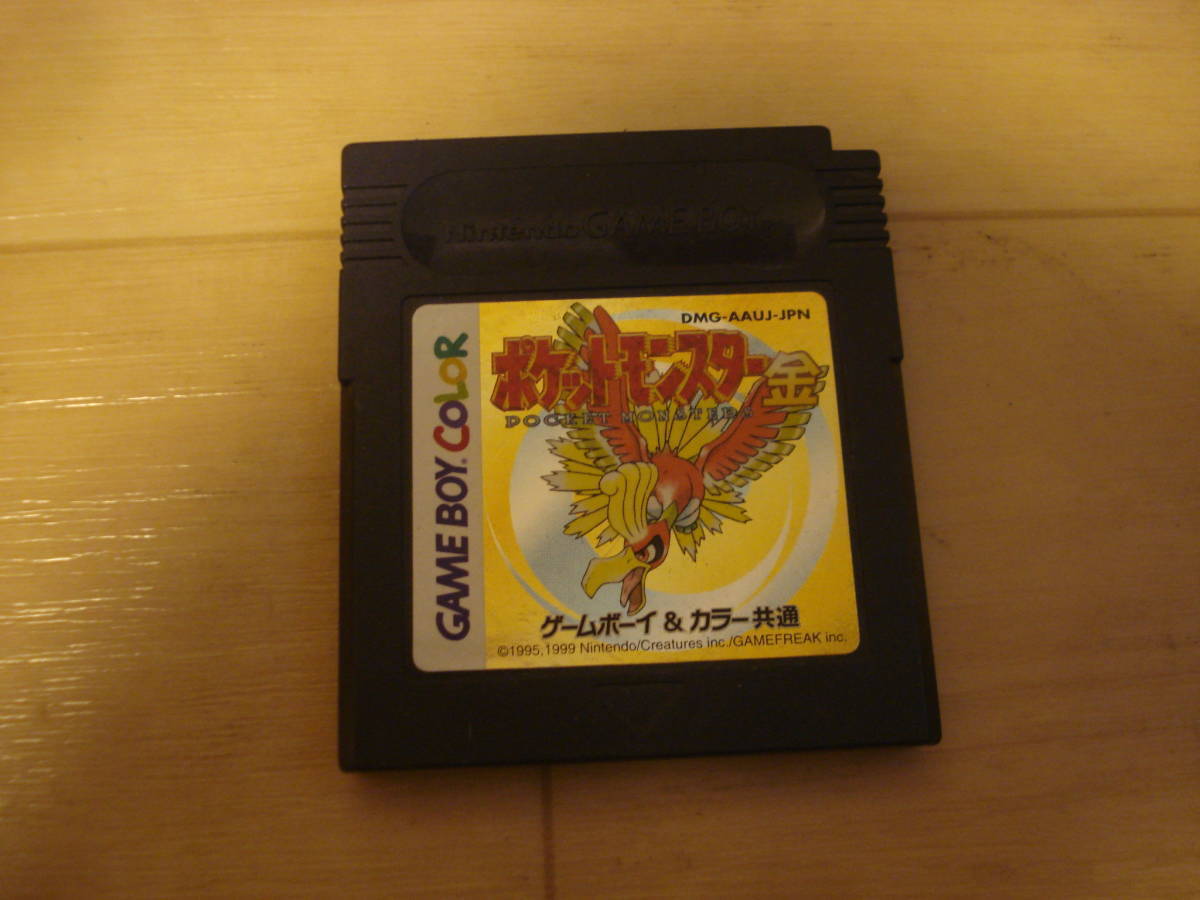 Nintendo GAME BOY
GAME BOY COLOR
DMG-AAUJ-JPN
ポケットモンスター金
POCKET MONSTERS
ゲームボーイ & カラー共通
©1995,1999 Nintendo/Creatures inc./GAMEFREAK inc.